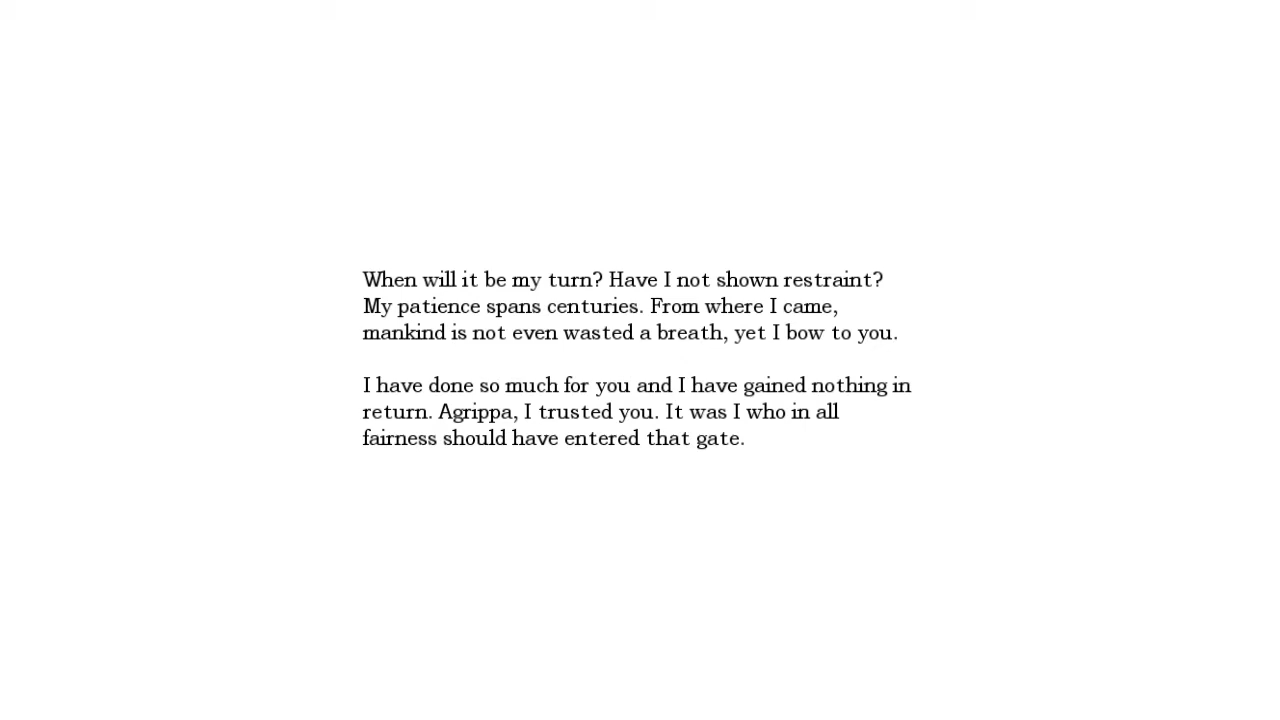 When will it be my turn? Have I not shown restraint?
My patience spans centuries. From where I came,
mankind is not even wasted a breath, yet I bow to you.
I have done so much for you and I have gained nothing in
return. Agrippa, I trusted you. It was I who in all
fairness should have entered that gate.